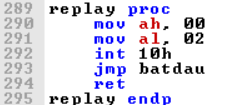 289 replay proc
290     mov ah, 00
291     mov al, 02
292     int 10h
293     jmp batdau
294     ret
295 replay endp